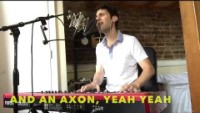 AND AN AXON, YEAH YEAH